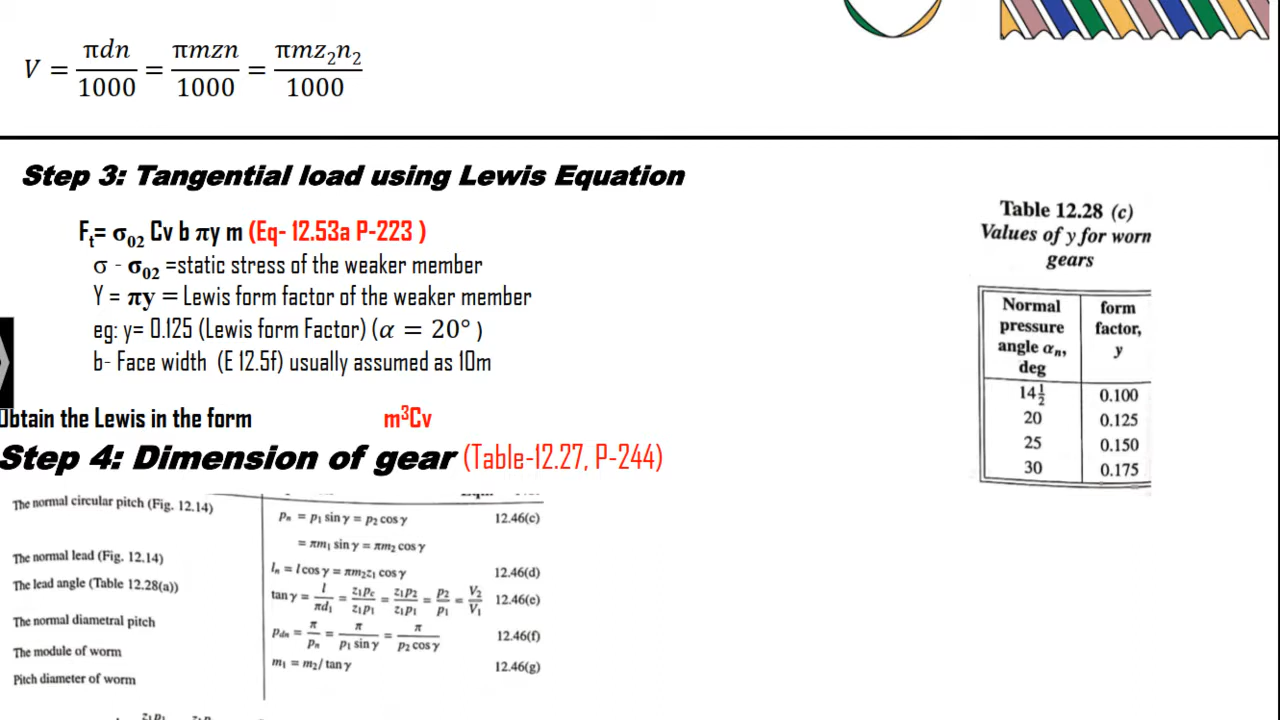 V = πdn/1000 = πmzn/1000 = πmz₂n₂/1000
Step 3: Tangential load using Lewis Equation
Fₜ= σ₀₂ Cv b πy m (Eq- 12.53a P-223 )
σ - σ₀₂ =static stress of the weaker member
Y = πy = Lewis form factor of the weaker member
eg: y= 0.125 (Lewis form Factor) (α = 20° )
b- Face width (E 12.5f) usually assumed as 10m
Obtain the Lewis in the form m³Cv
Step 4: Dimension of gear (Table-12.27, P-244)
Table 12.28 (c)
Values of y for worm
gears
Normal pressure angle αₙ, deg form factor, y
14½ 0.100
20 0.125
25 0.150
30 0.175
The normal circular pitch (Fig. 12.14) pₙ = p₁ sin γ = p₂ cos γ 12.46(c)
= πm₁ sin γ = πm₂ cos γ
The normal lead (Fig. 12.14) lₙ = l cos γ = πm₂z₁ cos γ 12.46(d)
The lead angle (Table 12.28(a)) tan γ = l/πd₁ = z₁p꜀/z₁p₁ = z₁p₂/z₁p₁ = p₂/p₁ = V₂/V₁ 12.46(e)
The normal diametral pitch p_dn = π/pₙ = π/p₁ sin γ = π/p₂ cos γ 12.46(f)
The module of worm m₁ = m₂/tan γ 12.46(g)
Pitch diameter of worm